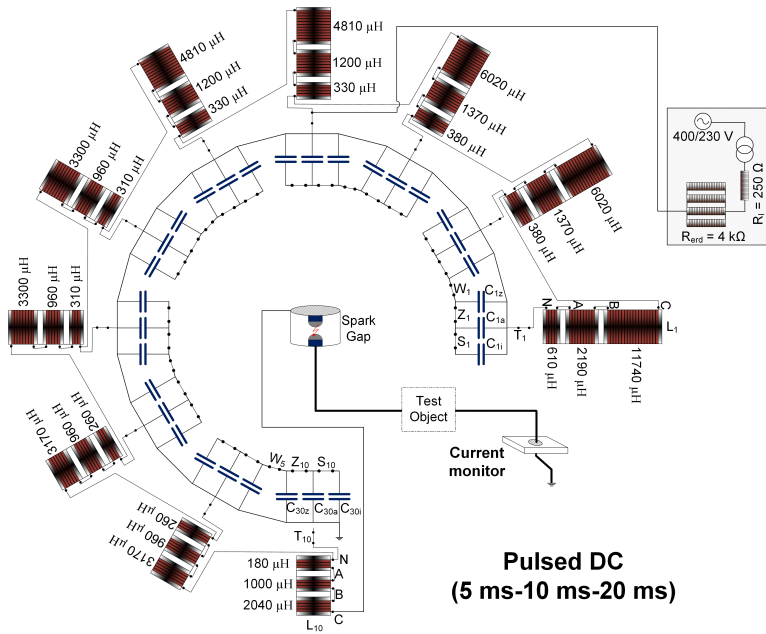 4810 µH
1200 µH
330 µH
4810 µH
1200 µH
330 µH
6020 µH
1370 µH
380 µH
3300 µH
960 µH
310 µH
6020 µH
1370 µH
380 µH
400/230 V
Ri = 250 Ω
Rerd = 4 kΩ
3300 µH
960 µH
310 µH
W1
C1z
Z1
C1a
S1
C1i
T1
N
A
B
C
L1
610 µH
2190 µH
11740 µH
Spark
Gap
Test
Object
Current
monitor
260 µH
960 µH
3170 µH
W5
Z10
S10
C30z
C30a
C30i
260 µH
960 µH
3170 µH
T10
N
180 µH
A
1000 µH
B
2040 µH
C
L10
Pulsed DC
(5 ms-10 ms-20 ms)